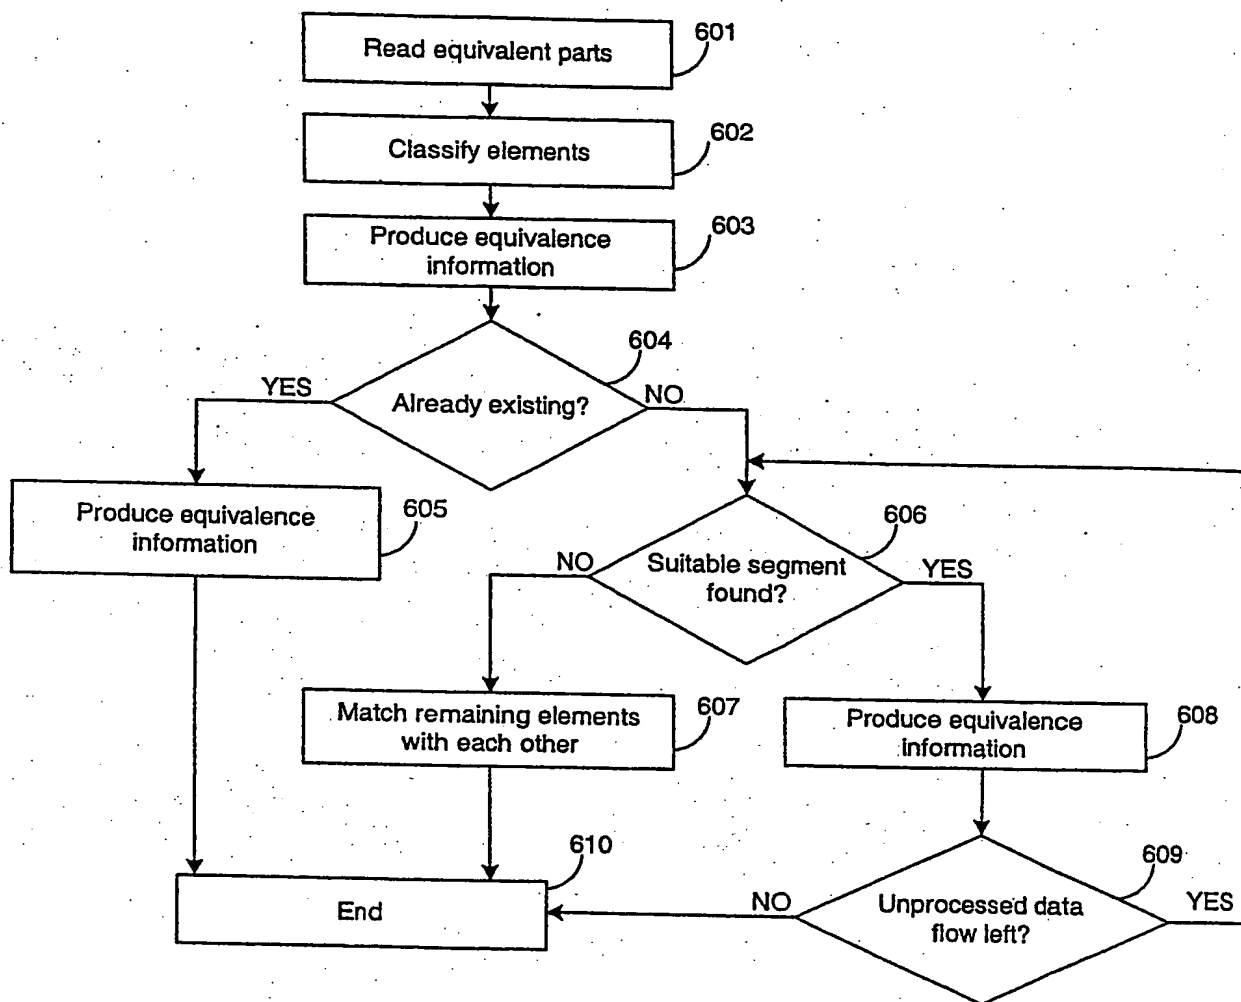 Read equivalent parts
601
Classify elements
602
Produce equivalence
information
603
604
YES
Already existing?
NO
Produce equivalence
information
605
606
NO
Suitable segment
found?
YES
Match remaining elements
with each other
607
Produce equivalence
information
608
610
End
609
NO
Unprocessed data
flow left?
YES